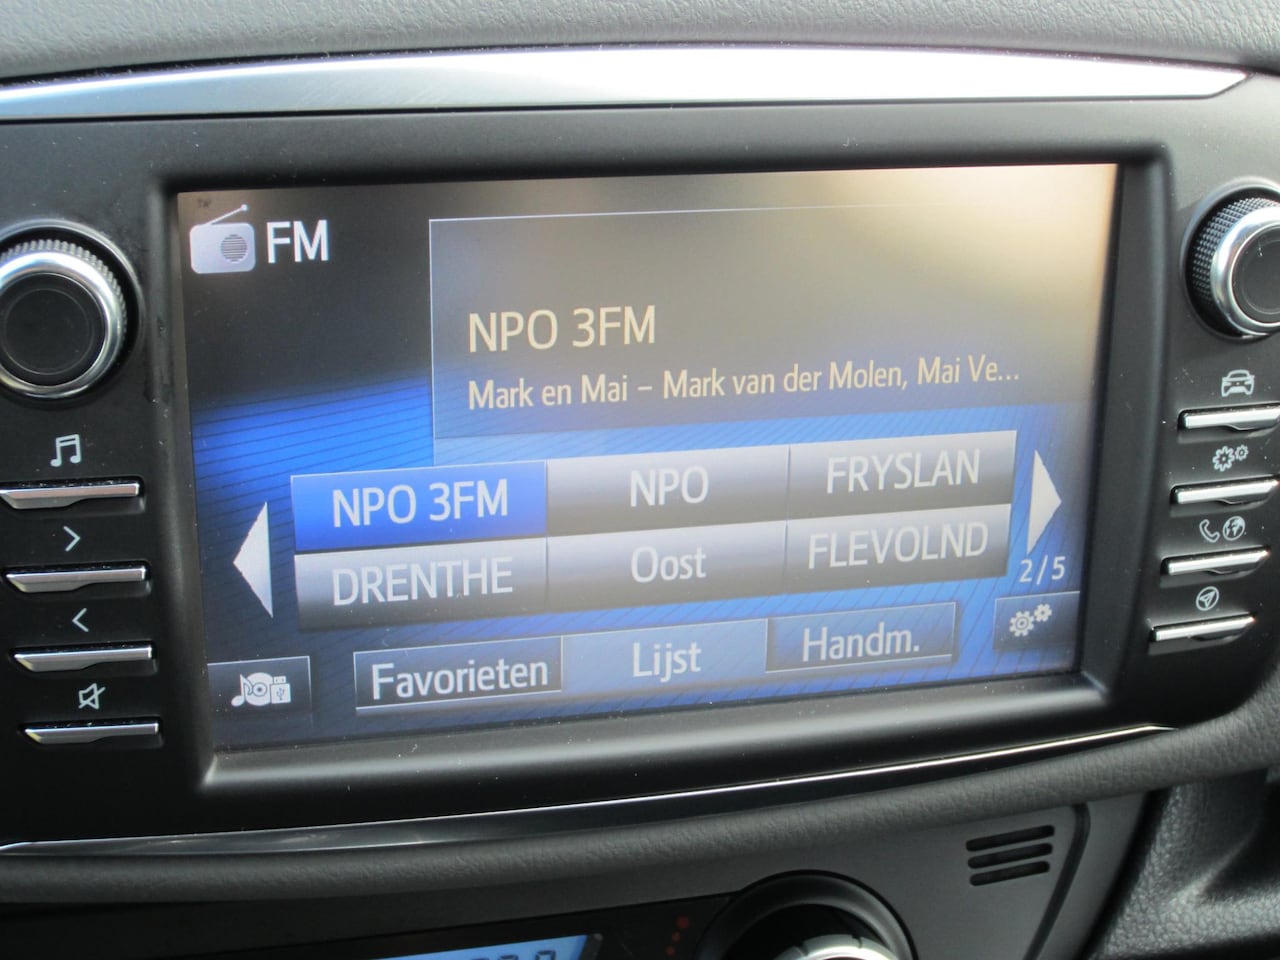 FM
NPO 3FM
Mark en Mai – Mark van der Molen, Mai Ve...
NPO 3FM NPO FRYSLAN
DRENTHE Oost FLEVOLND
2/5
Favorieten Lijst Handm.